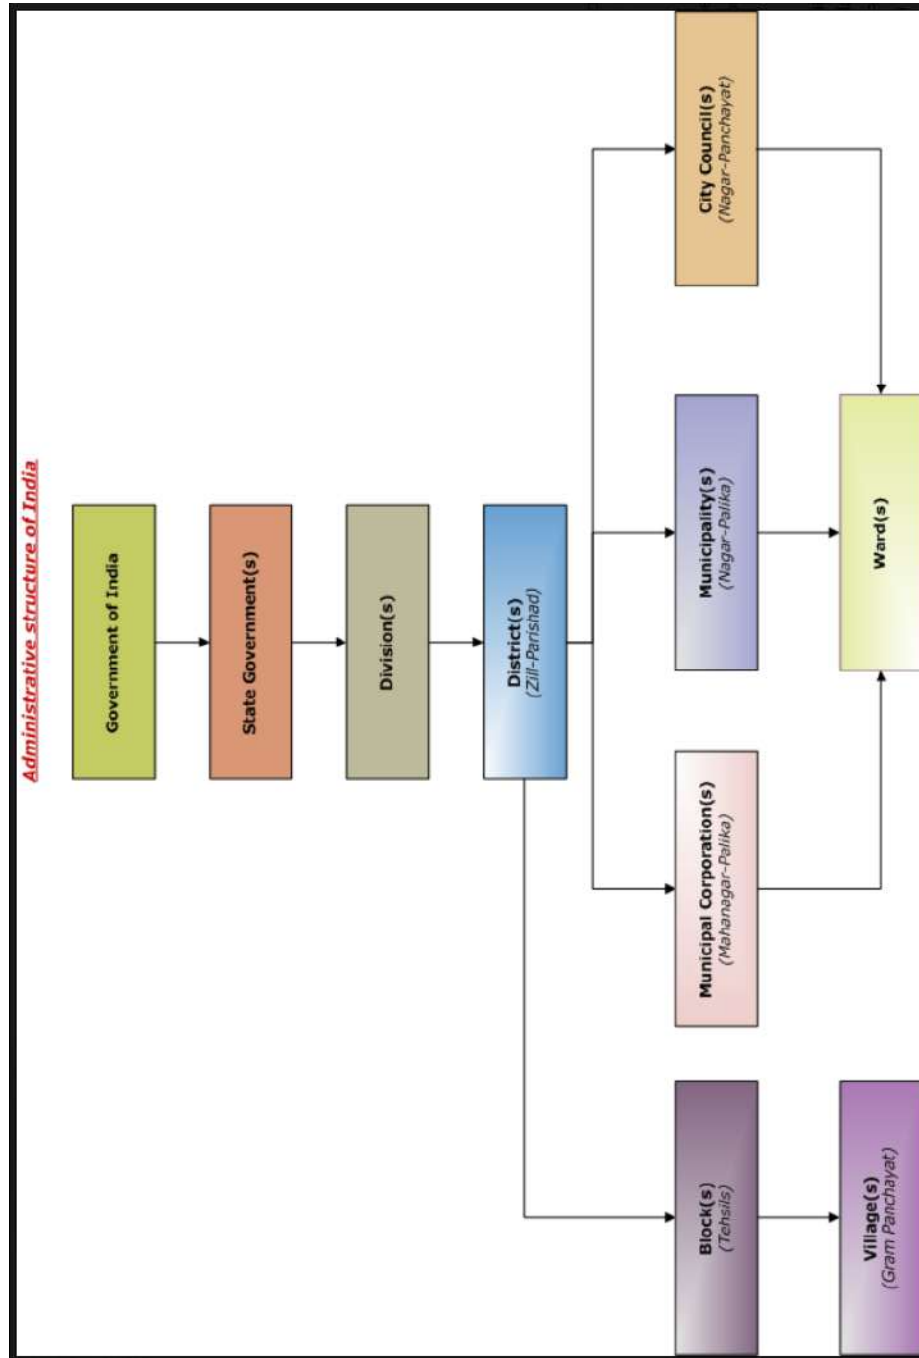 Administrative structure of India
Government of India
State Government(s)
Division(s)
District(s)
(Zill-Parishad)
Block(s)
(Tehsils)
Municipal Corporation(s)
(Mahanagar-Palika)
Municipality(s)
(Nagar-Palika)
City Council(s)
(Nagar-Panchayat)
Village(s)
(Gram Panchayat)
Ward(s)